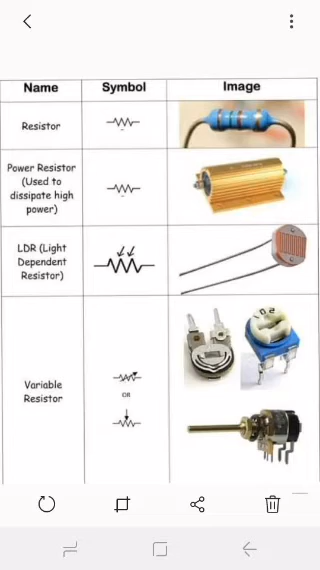 Name Symbol Image
Resistor
Power Resistor
(Used to
dissipate high
power)
LDR (Light
Dependent
Resistor)
Variable
Resistor
OR